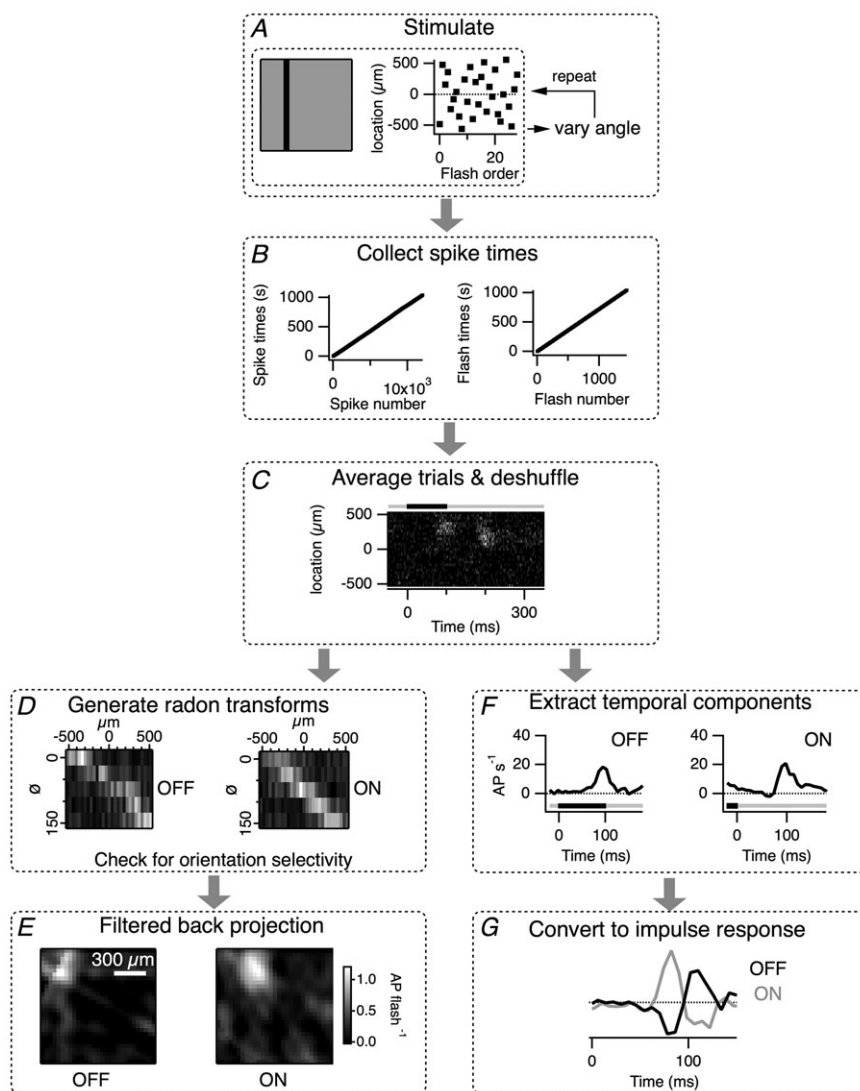 A
Stimulate
location (µm)
500
0
-500
0 20
Flash order
repeat
vary angle
B
Collect spike times
Spike times (s)
1000
500
0
0 10x10³
Spike number
Flash times (s)
1000
500
0
0 1000
Flash number
C
Average trials & deshuffle
location (µm)
500
0
-500
0 300
Time (ms)
D
Generate radon transforms
µm
-500 0 500
ø
0
150
OFF
µm
-500 0 500
ø
0
150
ON
Check for orientation selectivity
E
Filtered back projection
300 µm
OFF
ON
1.0
0.5
0.0
AP flash⁻¹
F
Extract temporal components
AP s⁻¹
40
20
0
OFF
0 100
Time (ms)
40
20
0
ON
0 100
Time (ms)
G
Convert to impulse response
OFF
ON
0 100
Time (ms)